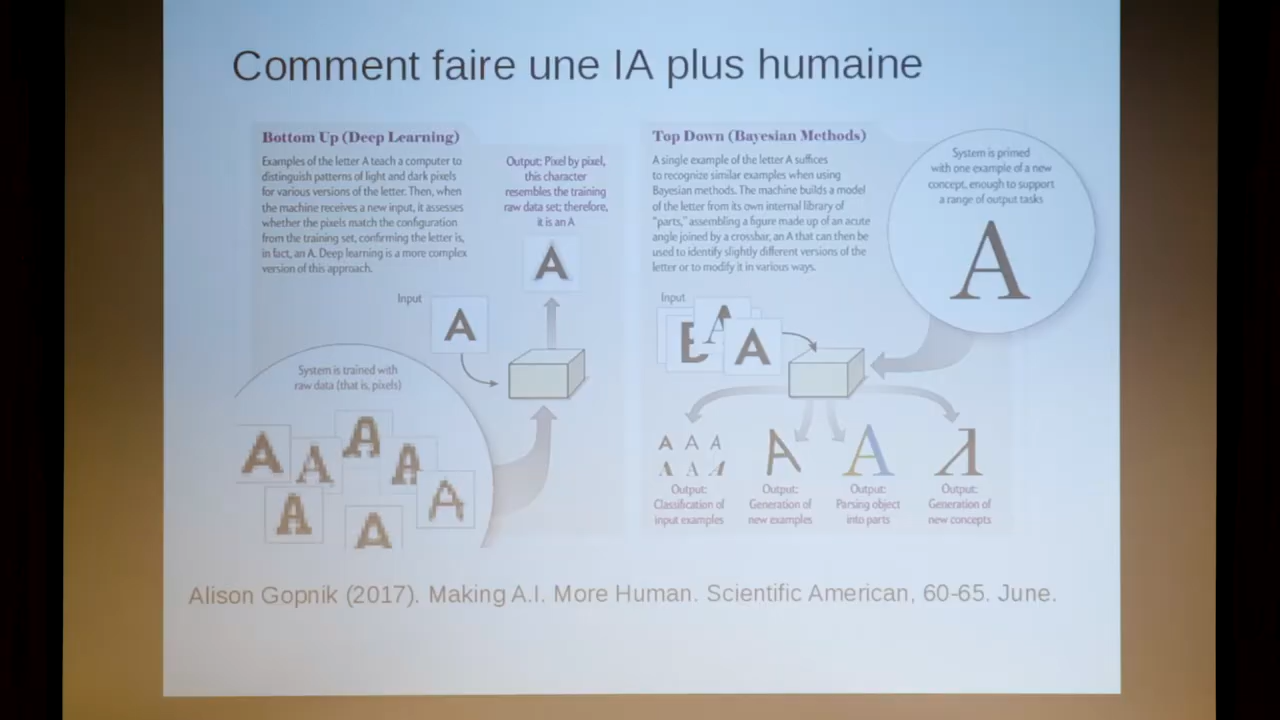 Comment faire une IA plus humaine
Bottom Up (Deep Learning)
Examples of the letter A teach a computer to
distinguish patterns of light and dark pixels
for various versions of the letter. Then, when
the machine receives a new input, it assesses
whether the pixels match the configuration
from the training set, confirming the letter is,
in fact, an A. Deep learning is a more complex
version of this approach.
Output: Pixel by pixel,
this character
resembles the training
raw data set; therefore,
it is an A
A
Input
A
System is trained with
raw data (that is, pixels)
A
A
A
A
A
A
A
Top Down (Bayesian Methods)
A single example of the letter A suffices
to recognize similar examples when using
Bayesian methods. The machine builds a model
of the letter from its own internal library of
"parts," assembling a figure made up of an acute
angle joined by a crossbar, an A that can then be
used to identify slightly different versions of the
letter or to modify it in various ways.
System is primed
with one example of a new
concept, enough to support
a range of output tasks
A
Input
A
A A A
A
A
Output:
Classification of
input examples
Output:
Generation of
new examples
Output:
Parsing object
into parts
Output:
Generation of
new concepts
Alison Gopnik (2017). Making A.I. More Human. Scientific American, 60-65. June.